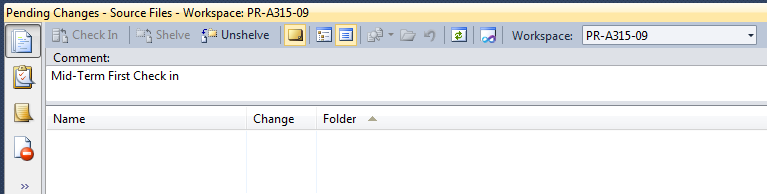 Pending Changes - Source Files - Workspace: PR-A315-09
Check In Shelve Unshelve Workspace: PR-A315-09
Comment:
Mid-Term First Check in
Name Change Folder